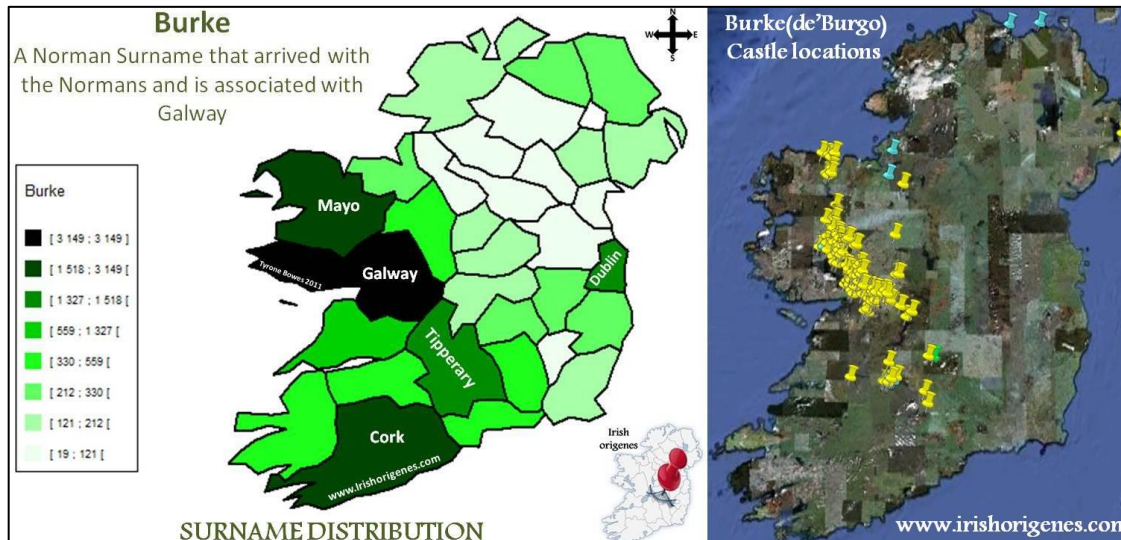 Burke
A Norman Surname that arrived with
the Normans and is associated with
Galway
N
W E
S
Burke
[ 3 149 ; 3 149 ]
[ 1 518 ; 3 149 [
[ 1 327 ; 1 518 [
[ 559 ; 1 327 [
[ 330 ; 559 [
[ 212 ; 330 [
[ 121 ; 212 [
[ 19 ; 121 [
Mayo
Galway
Tyrone Bowes 2011
Dublin
Tipperary
Cork
www.Irishorigenes.com
Irish
origenes
SURNAME DISTRIBUTION
Burke(de'Burgo)
Castle locations
www.irishorigenes.com